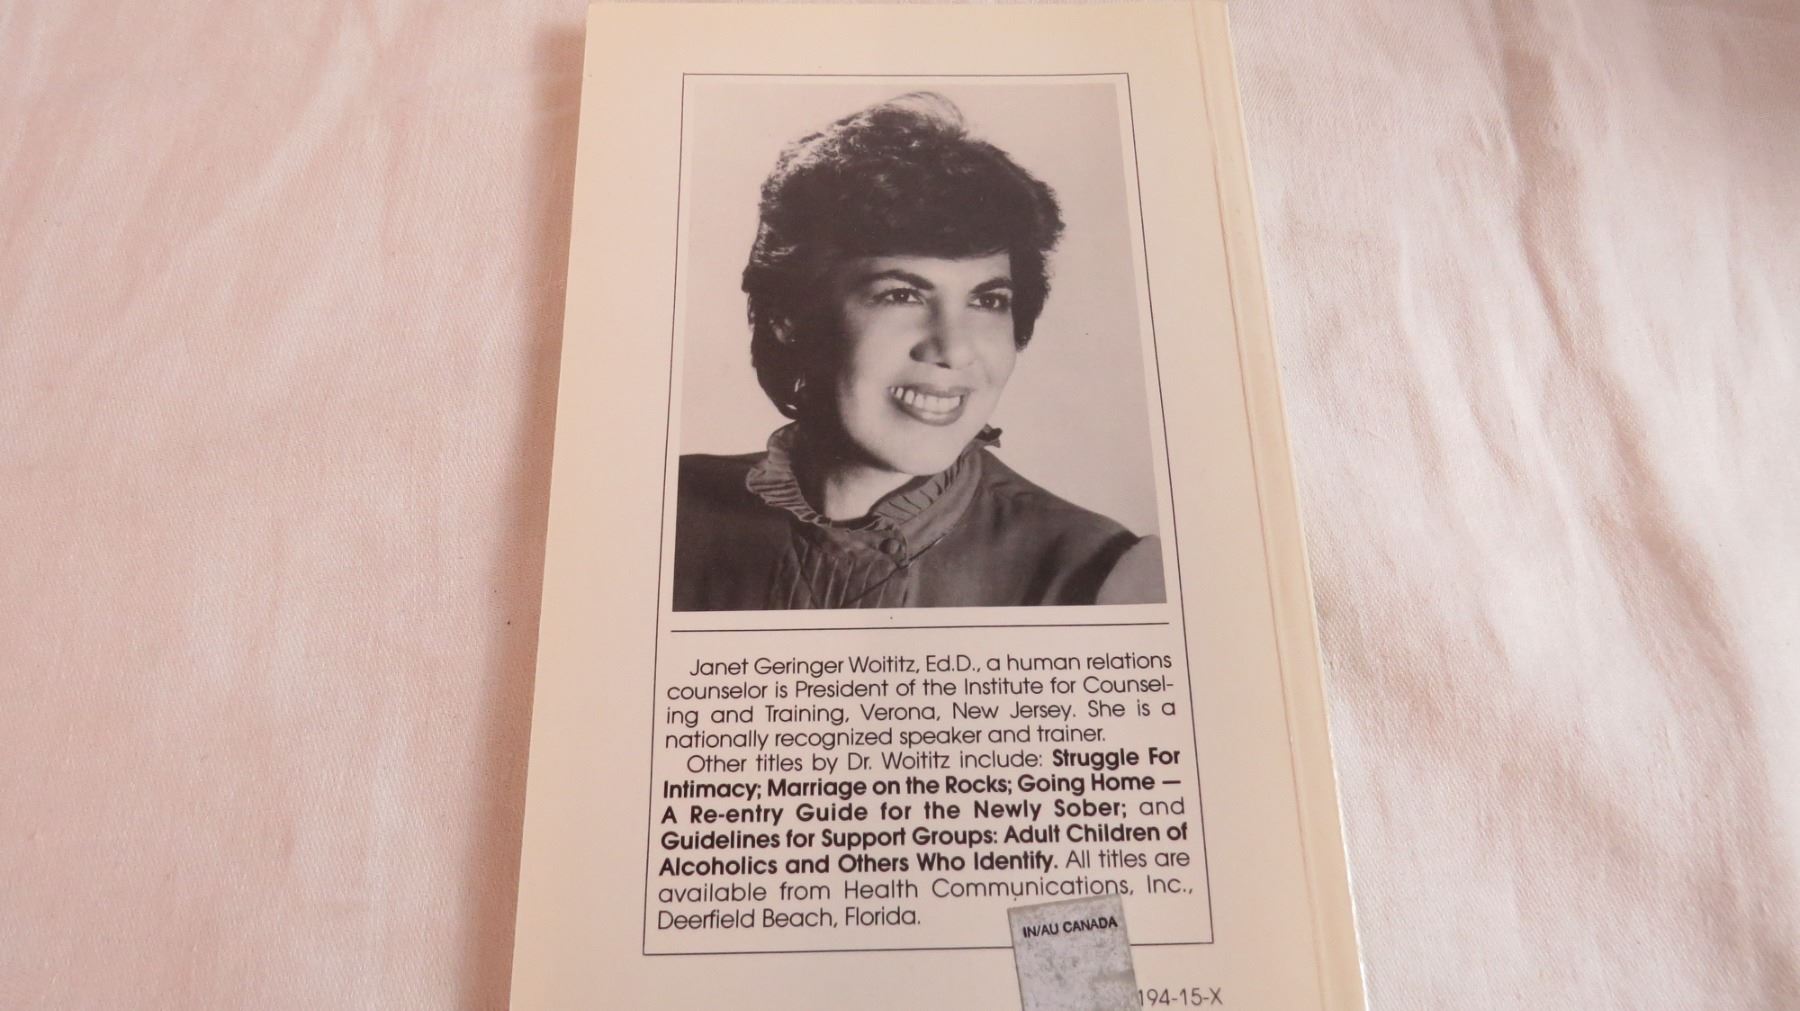 Janet Geringer Woititz, Ed.D., a human relations
counselor is President of the Institute for Counsel-
ing and Training, Verona, New Jersey. She is a
nationally recognized speaker and trainer.
Other titles by Dr. Woititz include: Struggle For
Intimacy; Marriage on the Rocks; Going Home —
A Re-entry Guide for the Newly Sober; and
Guidelines for Support Groups: Adult Children of
Alcoholics and Others Who Identify. All titles are
available from Health Communications, Inc.,
Deerfield Beach, Florida.
IN/AU CANADA
194-15-X